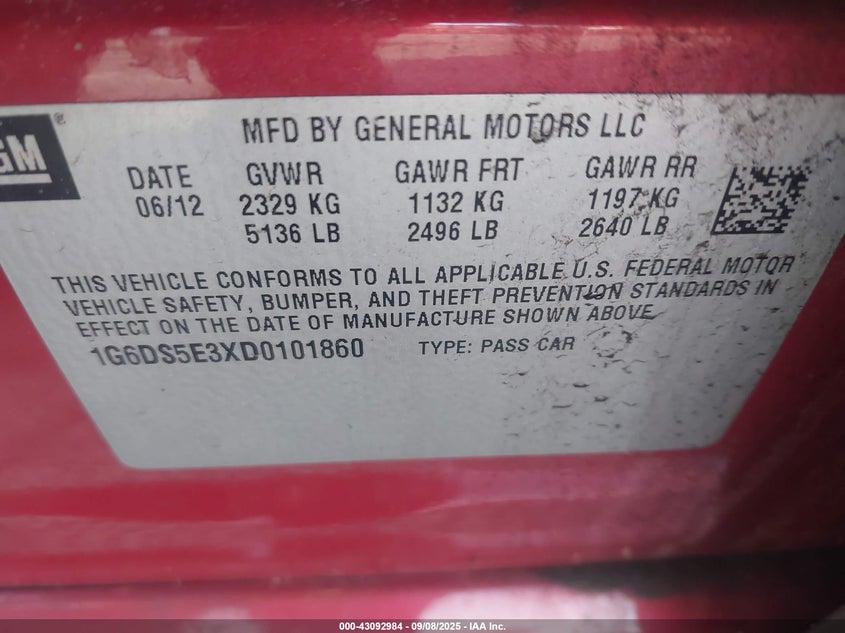 GM®
MFD BY GENERAL MOTORS LLC
DATE GVWR GAWR FRT GAWR RR
06/12 2329 KG 1132 KG 1197 KG
5136 LB 2496 LB 2640 LB
THIS VEHICLE CONFORMS TO ALL APPLICABLE U.S. FEDERAL MOTOR
VEHICLE SAFETY, BUMPER, AND THEFT PREVENTION STANDARDS IN
EFFECT ON THE DATE OF MANUFACTURE SHOWN ABOVE
1G6DS5E3XD0101860 TYPE: PASS CAR
000-43092984 - 09/08/2025 - IAA Inc.